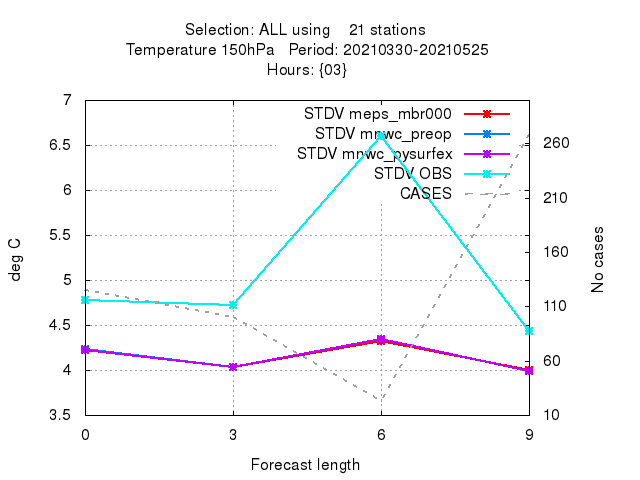 Selection: ALL using    21 stations
Temperature 150hPa   Period: 20210330-20210525
Hours: {03}
7
6.5
6
5.5
5
4.5
4
3.5
deg C
STDV meps_mbr000
STDV mnwc_preop
STDV mnwc_pysurfex
STDV OBS
CASES
260
210
160
110
60
10
No cases
0 3 6 9
Forecast length